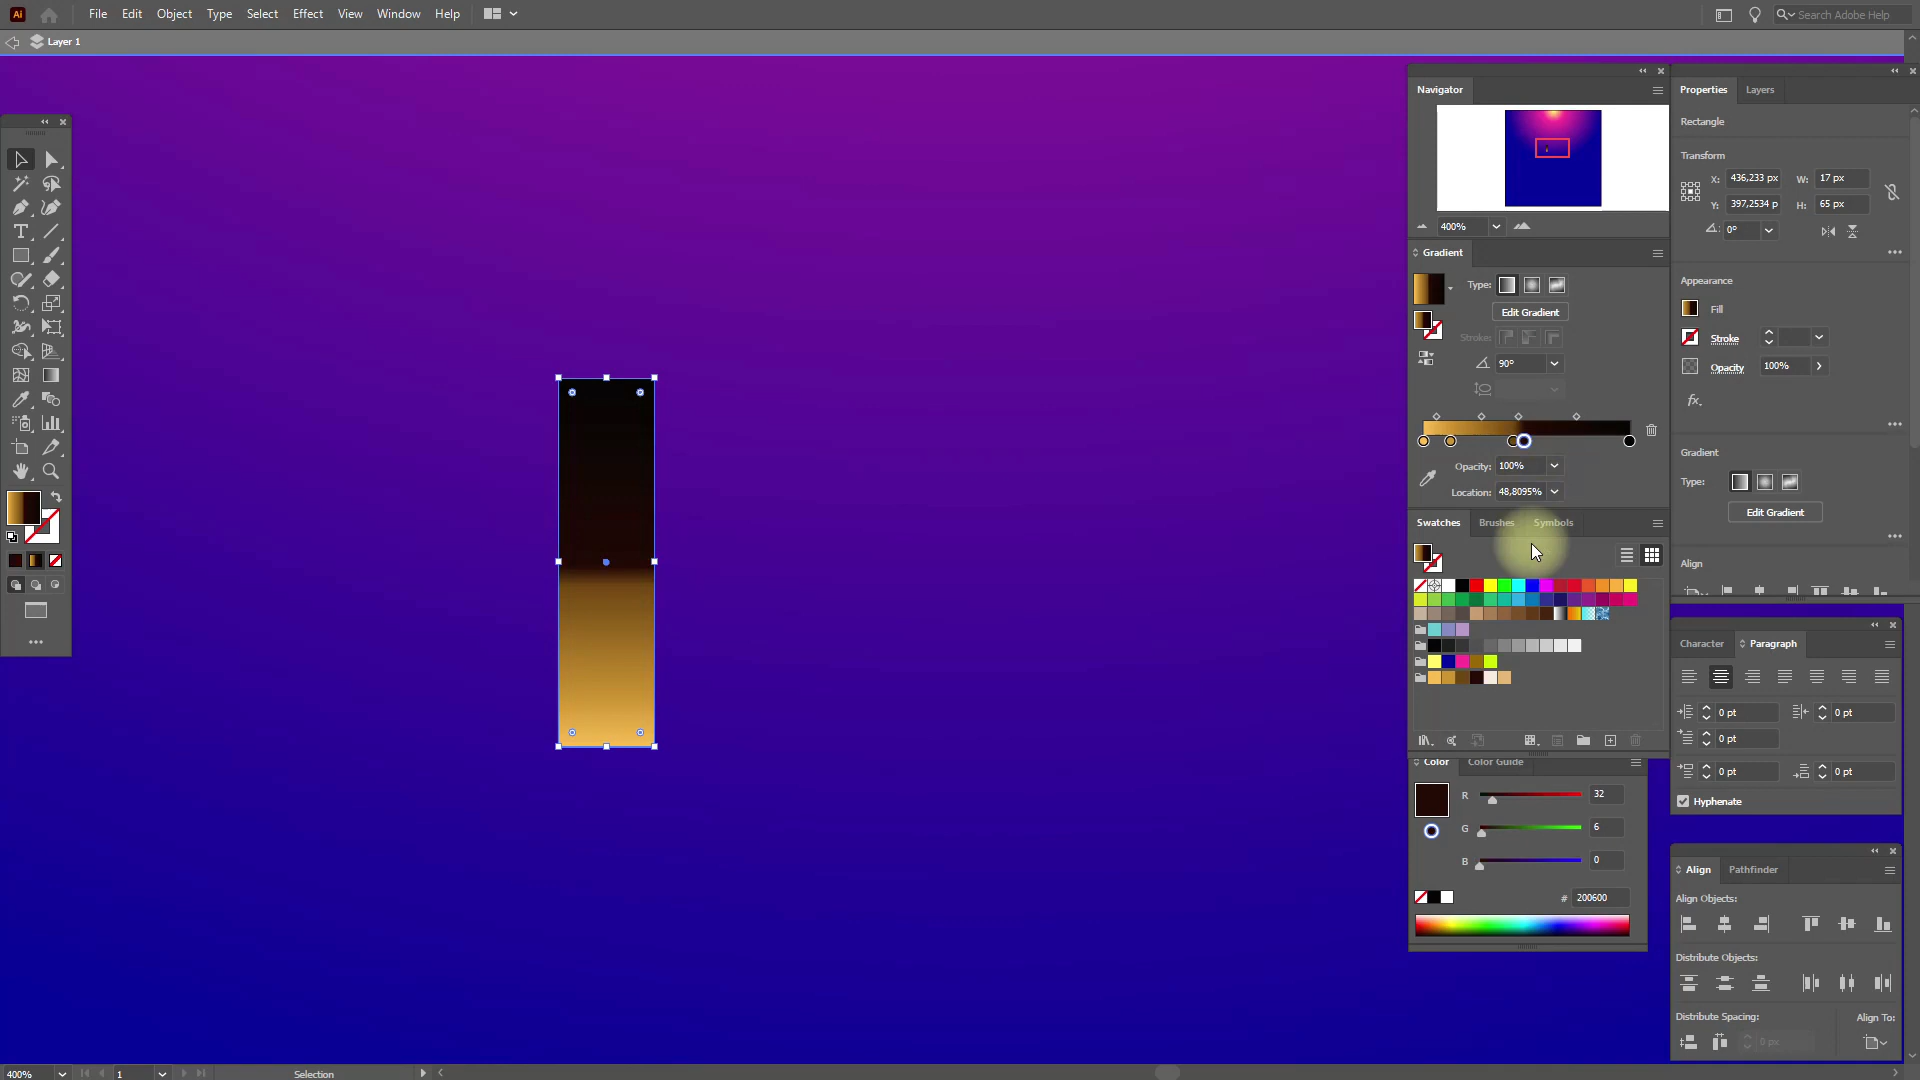 Ai
File Edit Object Type Select Effect View Window Help
Search Adobe Help
Layer 1
Navigator
400%
Gradient
Type:
Edit Gradient
Stroke:
90°
Opacity: 100%
Location: 48,8095%
Swatches Brushes Symbols
Color Color Guide
R 32
G 6
B 0
# 200600
Properties Layers
Rectangle
Transform
X: 436,233 px W: 17 px
Y: 397,2534 p H: 65 px
0°
Appearance
Fill
Stroke
Opacity 100%
fx.
Gradient
Type:
Edit Gradient
Align
Character Paragraph
0 pt 0 pt
0 pt
0 pt 0 pt
Hyphenate
Align Pathfinder
Align Objects:
Distribute Objects:
Distribute Spacing: Align To:
0 px
400% 1 Selection